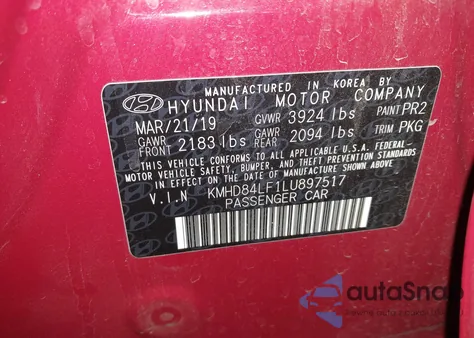 MANUFACTURED IN KOREA BY
HYUNDAI MOTOR COMPANY
MAR/21/19 GVWR 3924 lbs PAINT PR2
GAWR FRONT 2183 lbs GAWR REAR 2094 lbs TRIM PKG
THIS VEHICLE CONFORMS TO ALL APPLICABLE U.S. FEDERAL
MOTOR VEHICLE SAFETY, BUMPER, AND THEFT PREVENTION STANDARDS
IN EFFECT ON THE DATE OF MANUFACTURE SHOWN ABOVE.
V.I.N KMHD84LF1LU897517
PASSENGER CAR
autaSnap